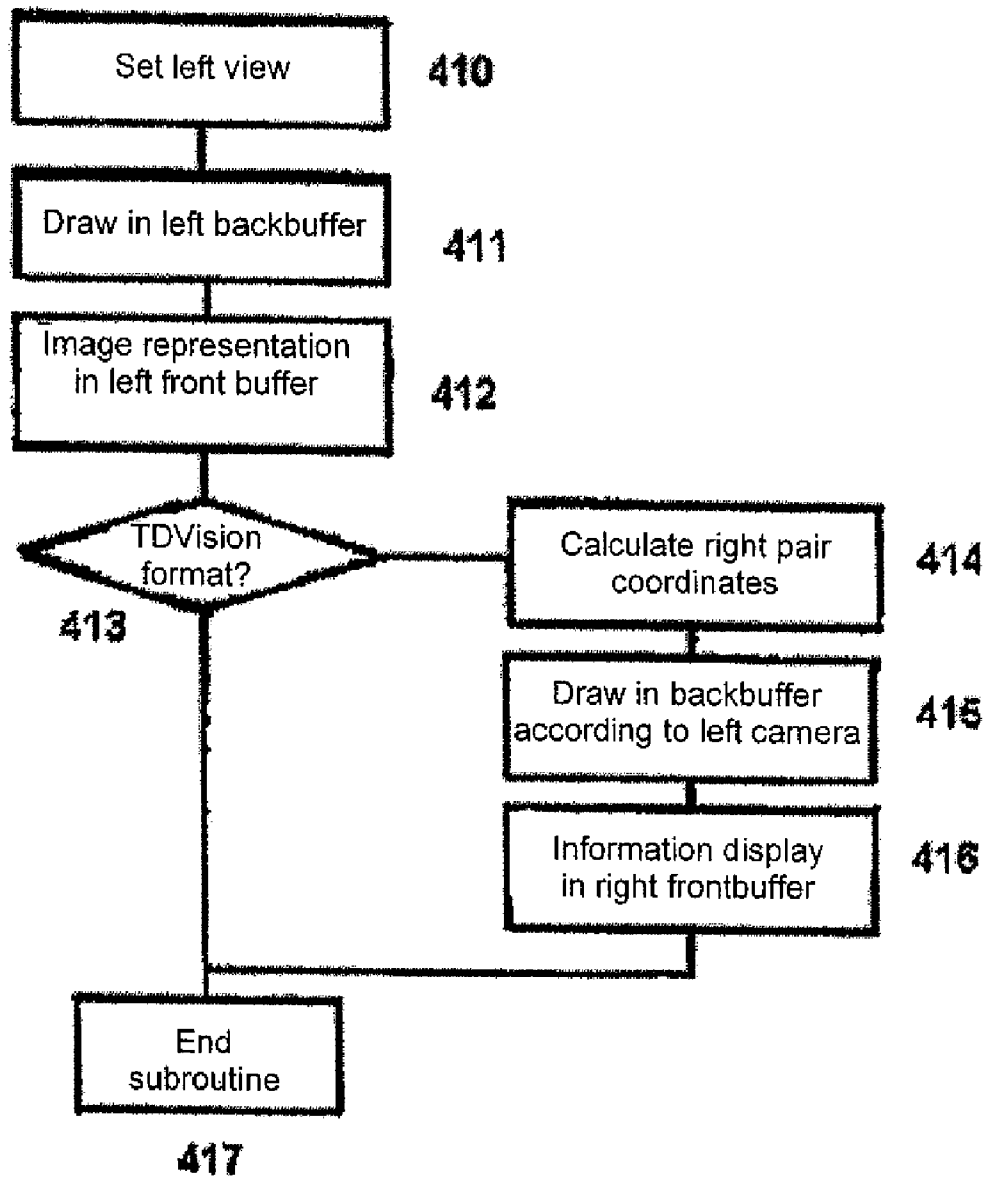 Set left view
410
Draw in left backbuffer
411
Image representation
in left front buffer
412
TDVision
format?
413
Calculate right pair
coordinates
414
Draw in backbuffer
according to left camera
415
Information display
in right frontbuffer
416
End
subroutine
417